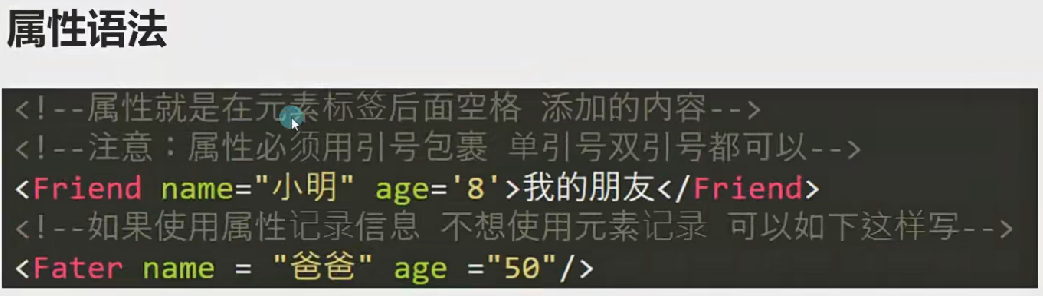 属性语法
<!--属性就是在元素标签后面空格 添加的内容-->
<!--注意：属性必须用引号包裹 单引号双引号都可以-->
<Friend name="小明" age='8'>我的朋友</Friend>
<!--如果使用属性记录信息 不想使用元素记录 可以如下这样写-->
<Fater name = "爸爸" age ="50"/>